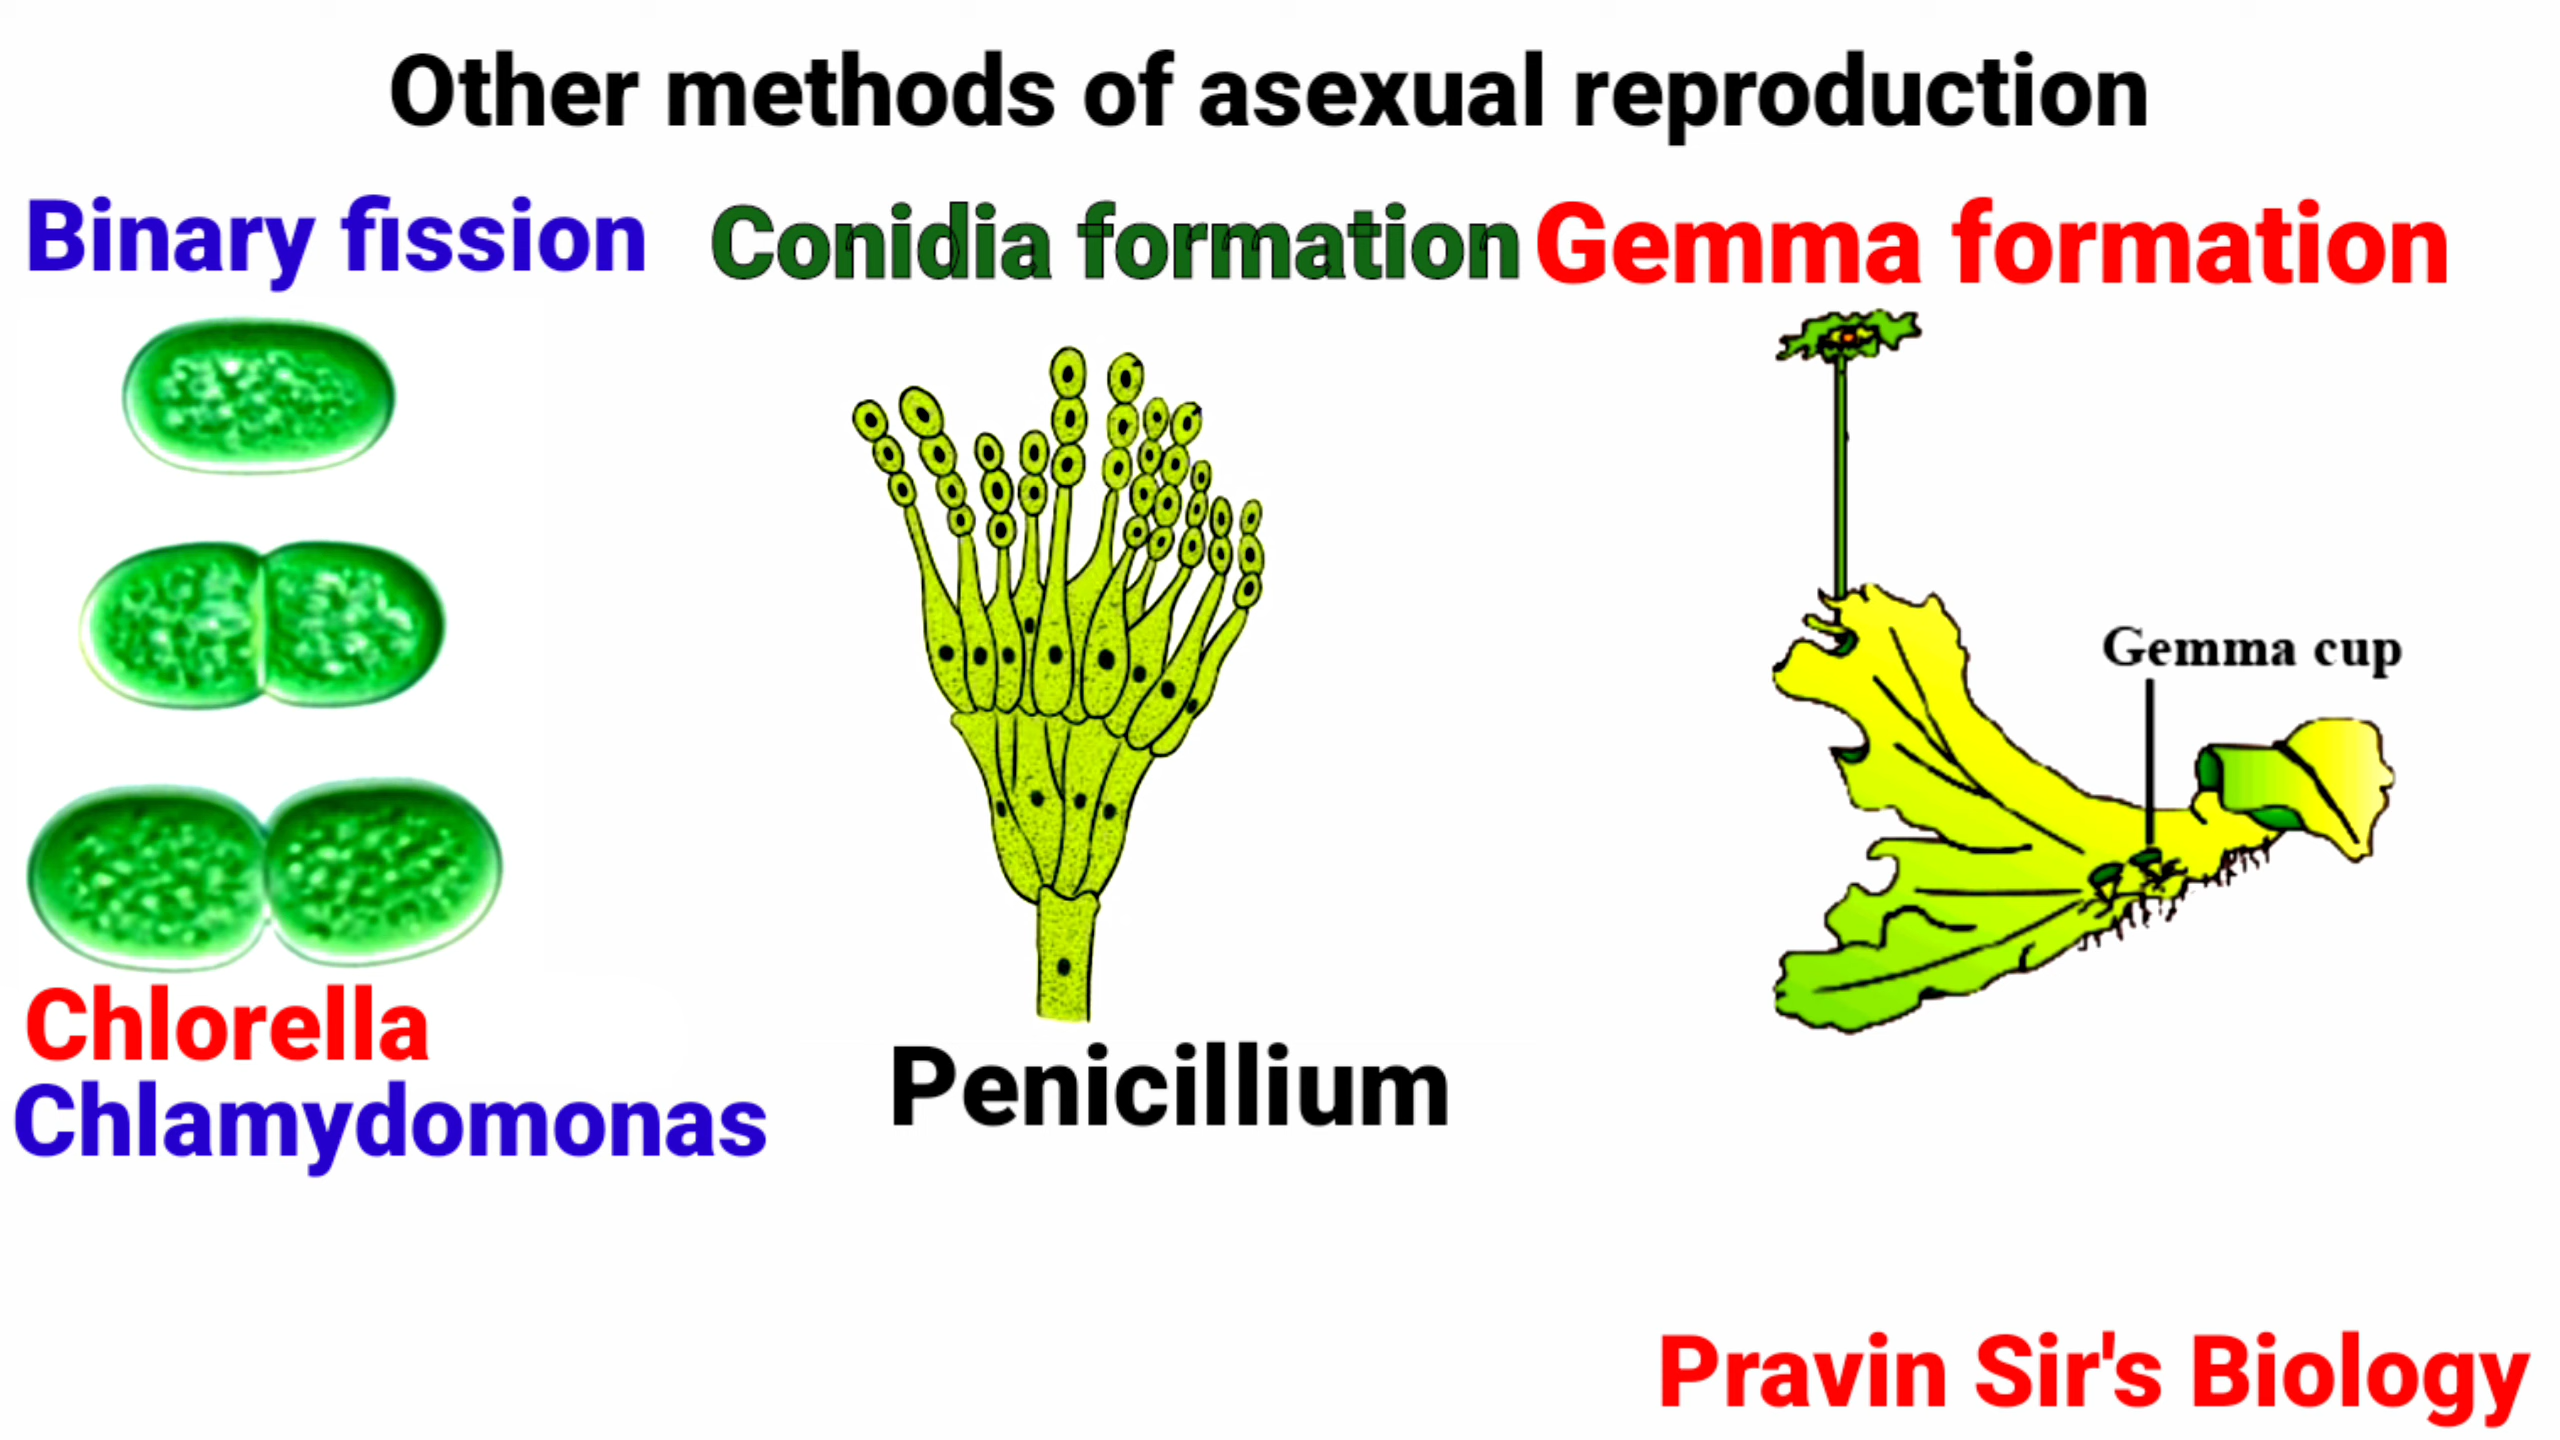 Other methods of asexual reproduction
Binary fission
Conidia formation
Gemma formation
Gemma cup
Chlorella
Chlamydomonas
Penicillium
Pravin Sir's Biology